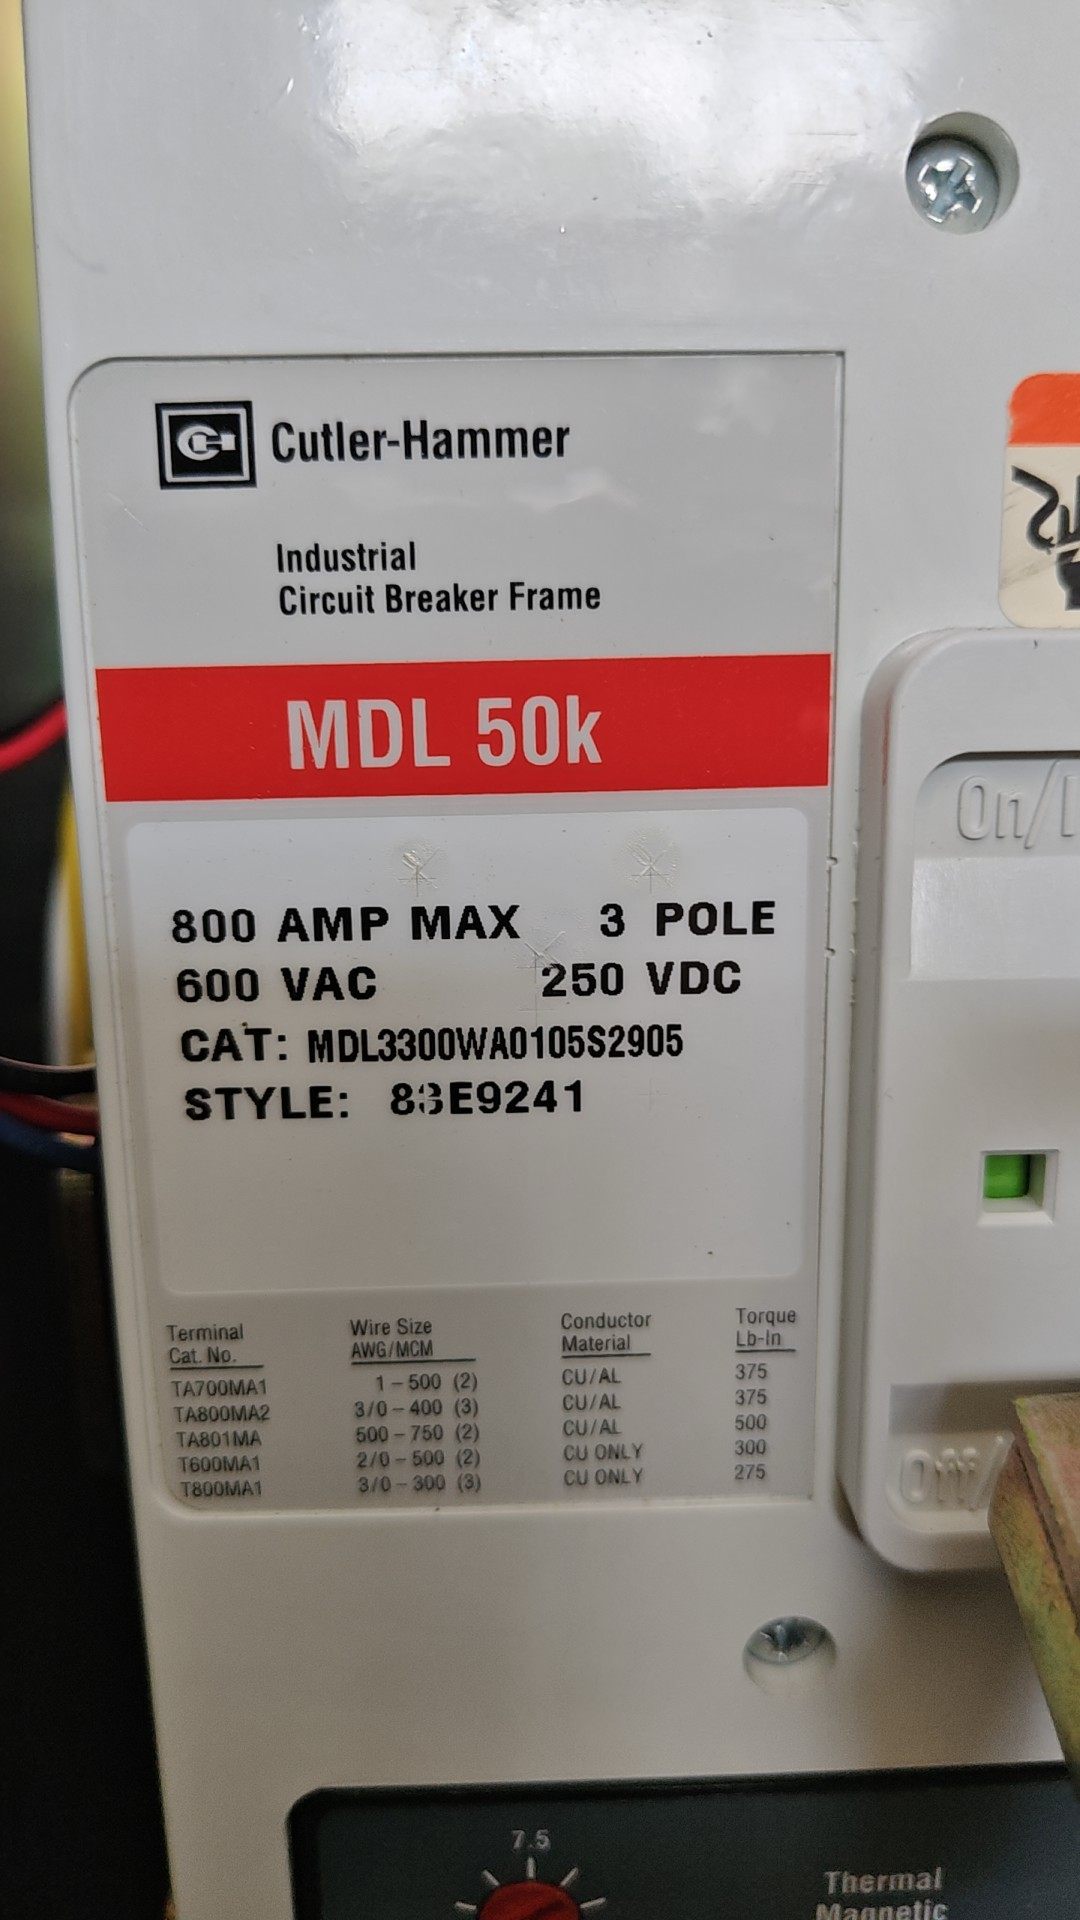 Cutler-Hammer
Industrial
Circuit Breaker Frame
MDL 50k
800 AMP MAX 3 POLE
600 VAC 250 VDC
CAT: MDL3300WA0105S2905
STYLE: 83E9241
Terminal Cat. No. Wire Size AWG/MCM Conductor Material Torque Lb-In
TA700MA1 1-500 (2) CU/AL 375
TA800MA2 3/0-400 (3) CU/AL 375
TA801MA 500-750 (2) CU/AL 500
T600MA1 2/0-500 (2) CU ONLY 300
T800MA1 3/0-300 (3) CU ONLY 275
On/I
Off/
7.5
Thermal
Magnetic